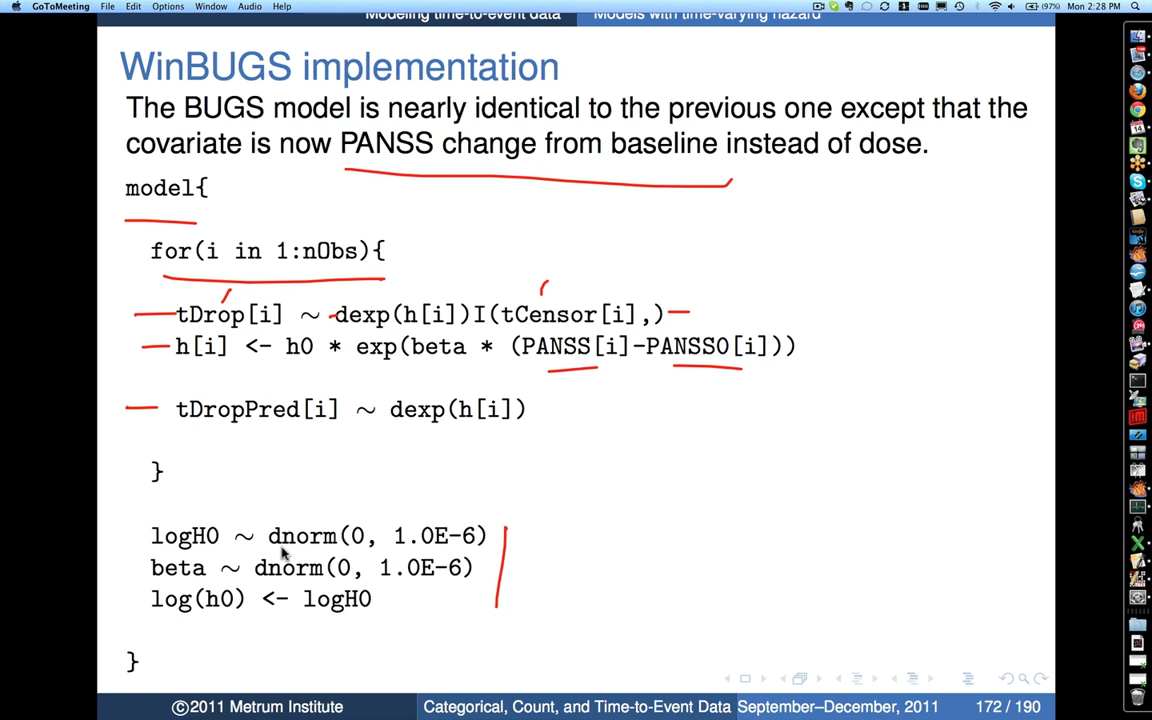 GoToMeeting File Edit Options Window Audio Help (97%) Mon 2:28 PM
Modeling time-to-event data Models with time-varying hazard
WinBUGS implementation
The BUGS model is nearly identical to the previous one except that the
covariate is now PANSS change from baseline instead of dose.
model{
for(i in 1:nObs){
tDrop[i] ~ dexp(h[i])I(tCensor[i],)
h[i] <- h0 * exp(beta * (PANSS[i]-PANSS0[i]))
tDropPred[i] ~ dexp(h[i])
}
logH0 ~ dnorm(0, 1.0E-6)
beta ~ dnorm(0, 1.0E-6)
log(h0) <- logH0
}
©2011 Metrum Institute Categorical, Count, and Time-to-Event Data September–December, 2011 172 / 190